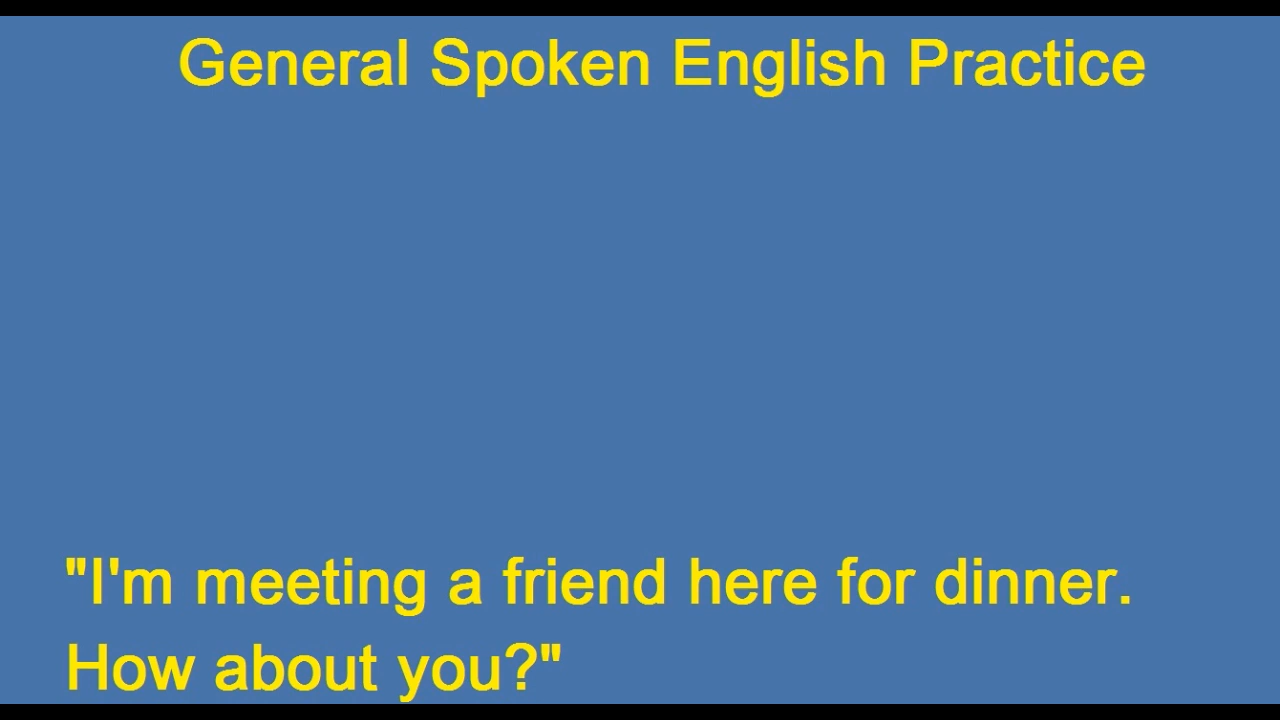 General Spoken English Practice
"I'm meeting a friend here for dinner.
How about you?"